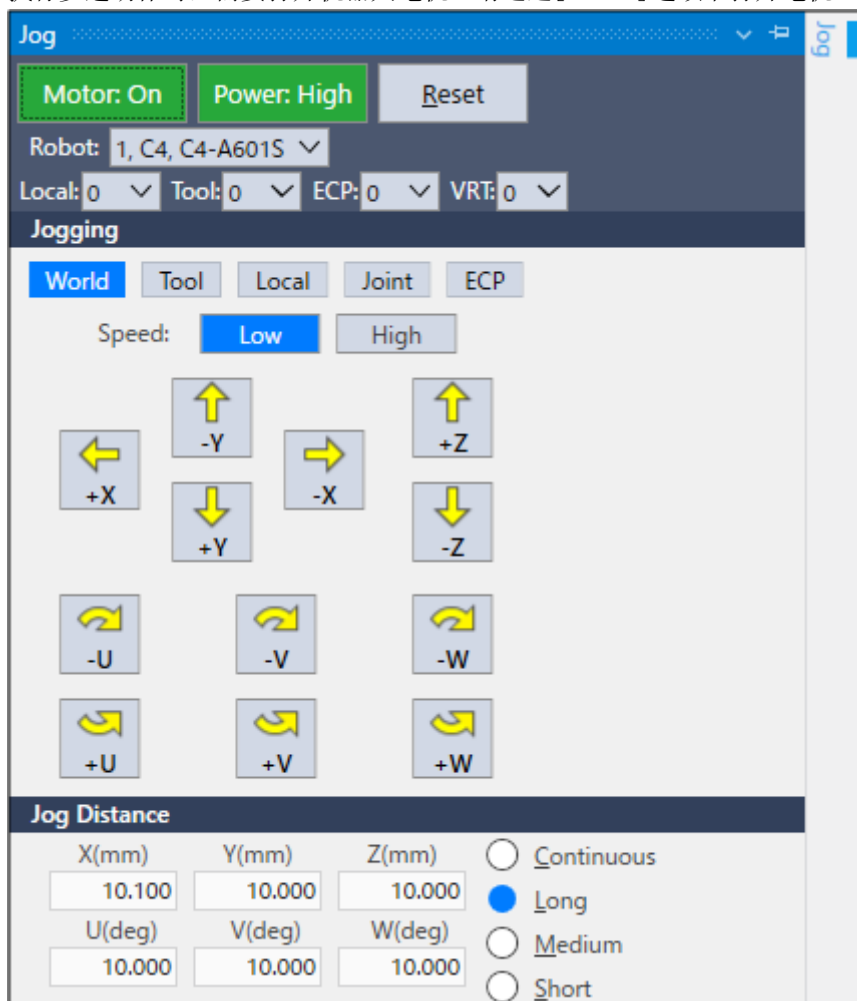 Jog
Jog
Motor: On Power: High Reset
Robot: 1, C4, C4-A601S
Local: 0 Tool: 0 ECP: 0 VRT: 0
Jogging
World Tool Local Joint ECP
Speed: Low High
-Y +Z
+X -X
+Y -Z
-U -V -W
+U +V +W
Jog Distance
X(mm) Y(mm) Z(mm) Continuous
10.100 10.000 10.000 Long
U(deg) V(deg) W(deg) Medium
10.000 10.000 10.000 Short